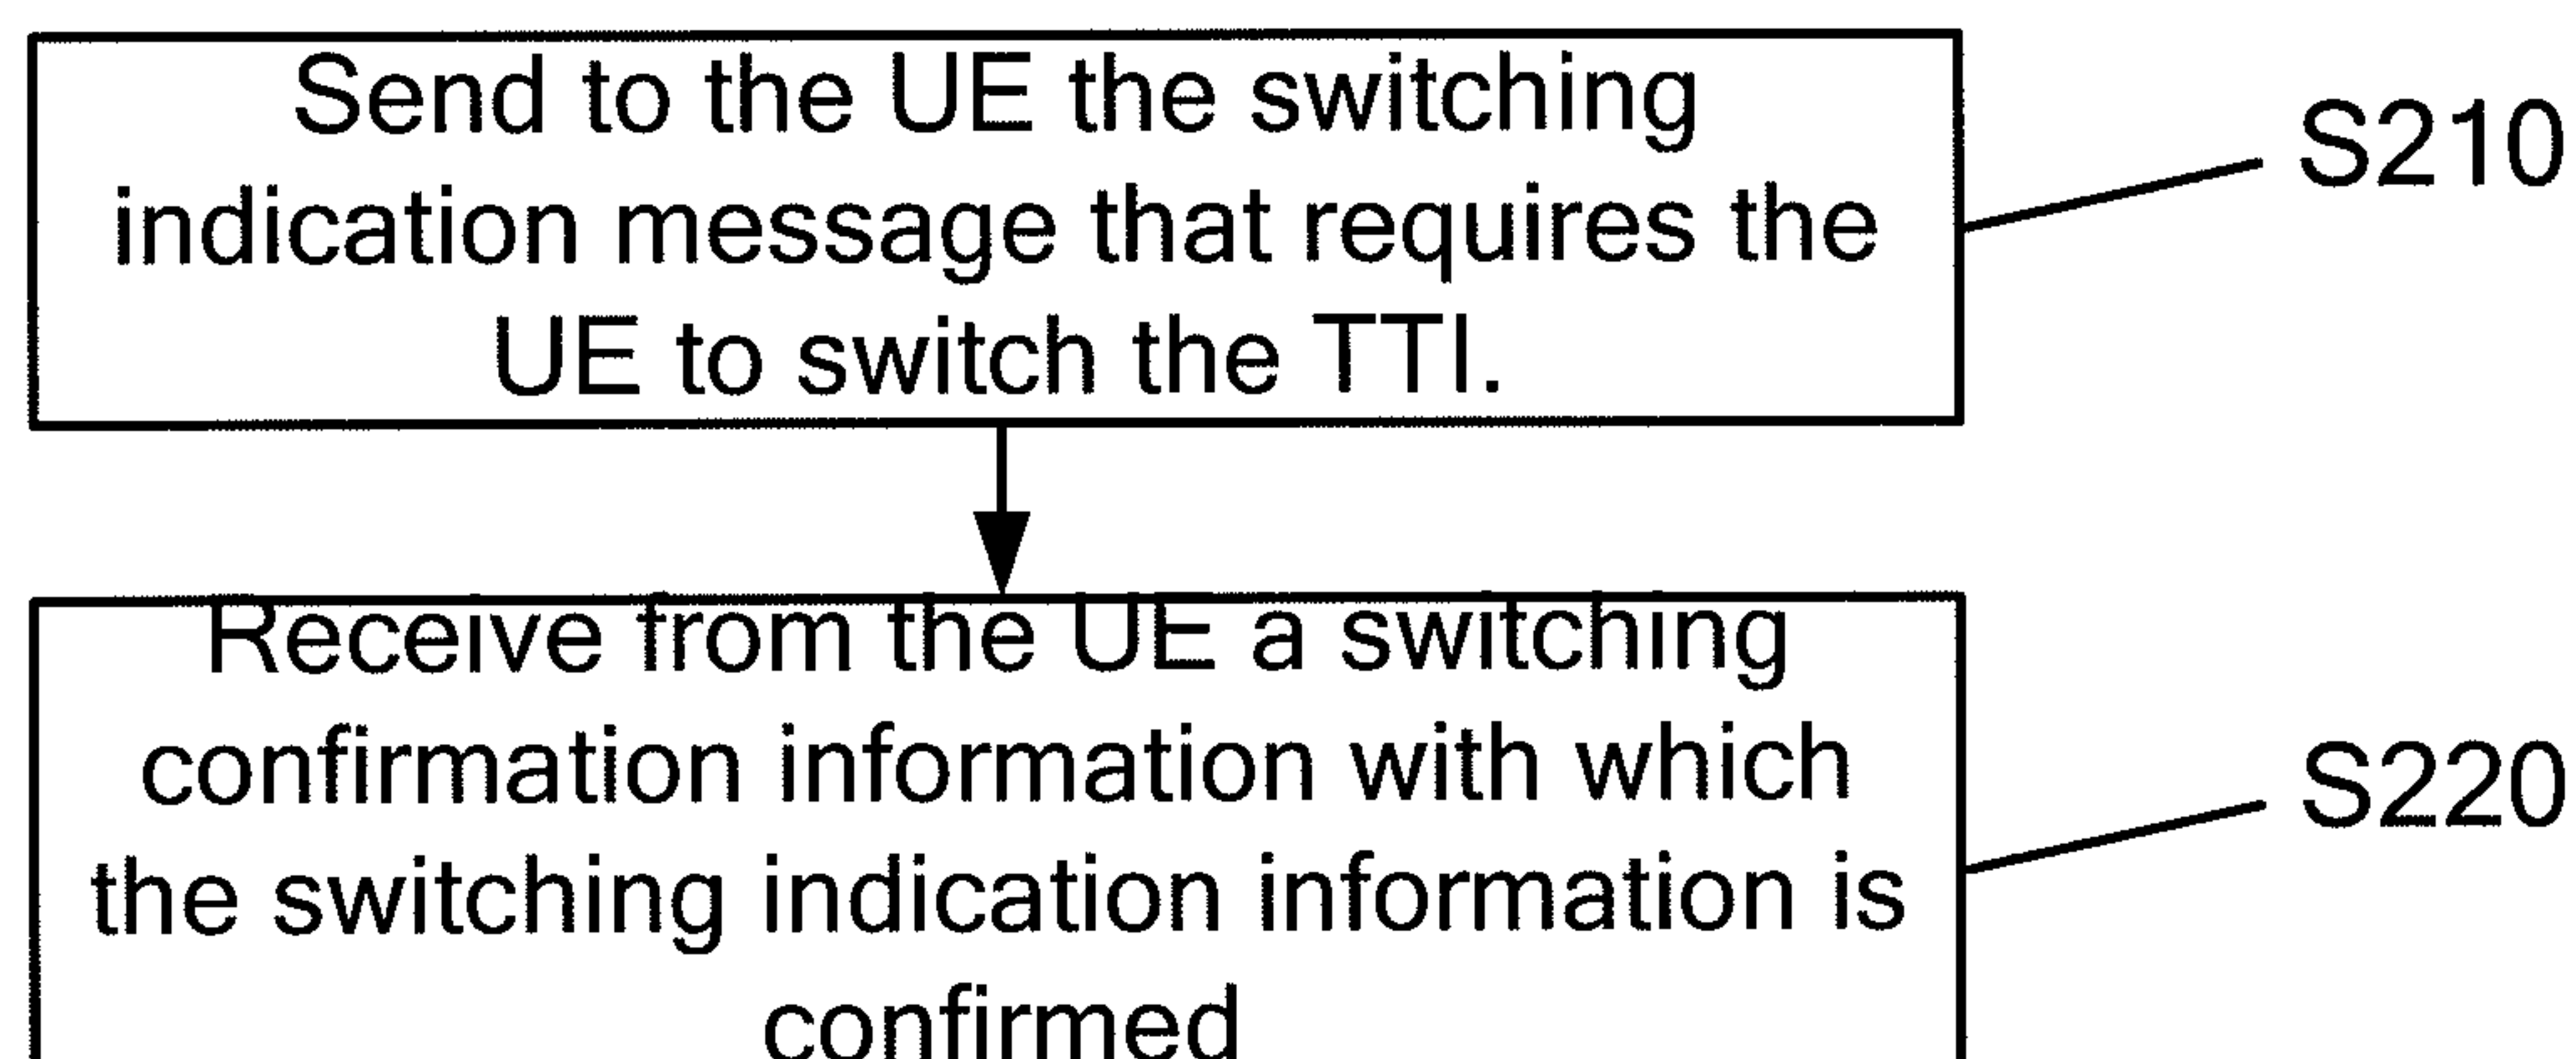 Send to the UE the switching
indication message that requires the
UE to switch the TTI.
S210
Receive from the UE a switching
confirmation information with which
the switching indication information is
confirmed
S220